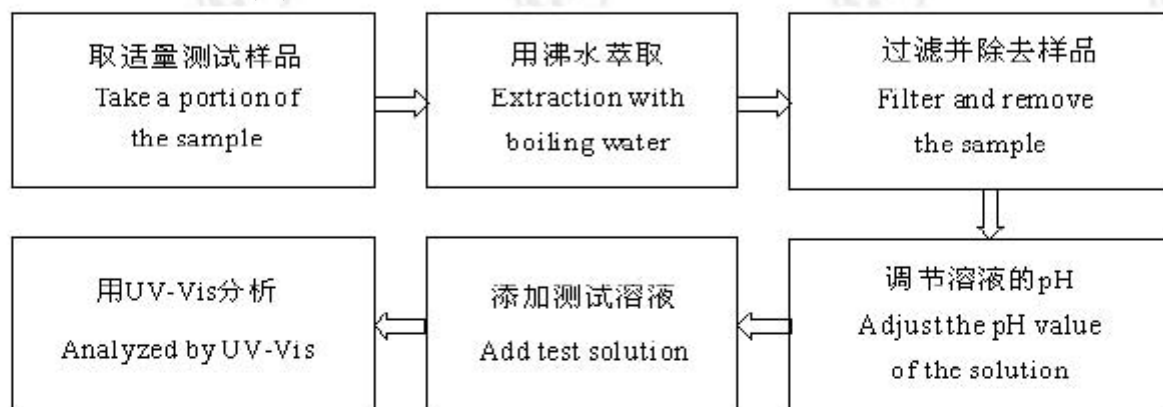 取适量测试样品
Take a portion of
the sample
用沸水萃取
Extraction with
boiling water
过滤并除去样品
Filter and remove
the sample
调节溶液的pH
Adjust the pH value
of the solution
添加测试溶液
Add test solution
用UV-Vis分析
Analyzed by UV-Vis